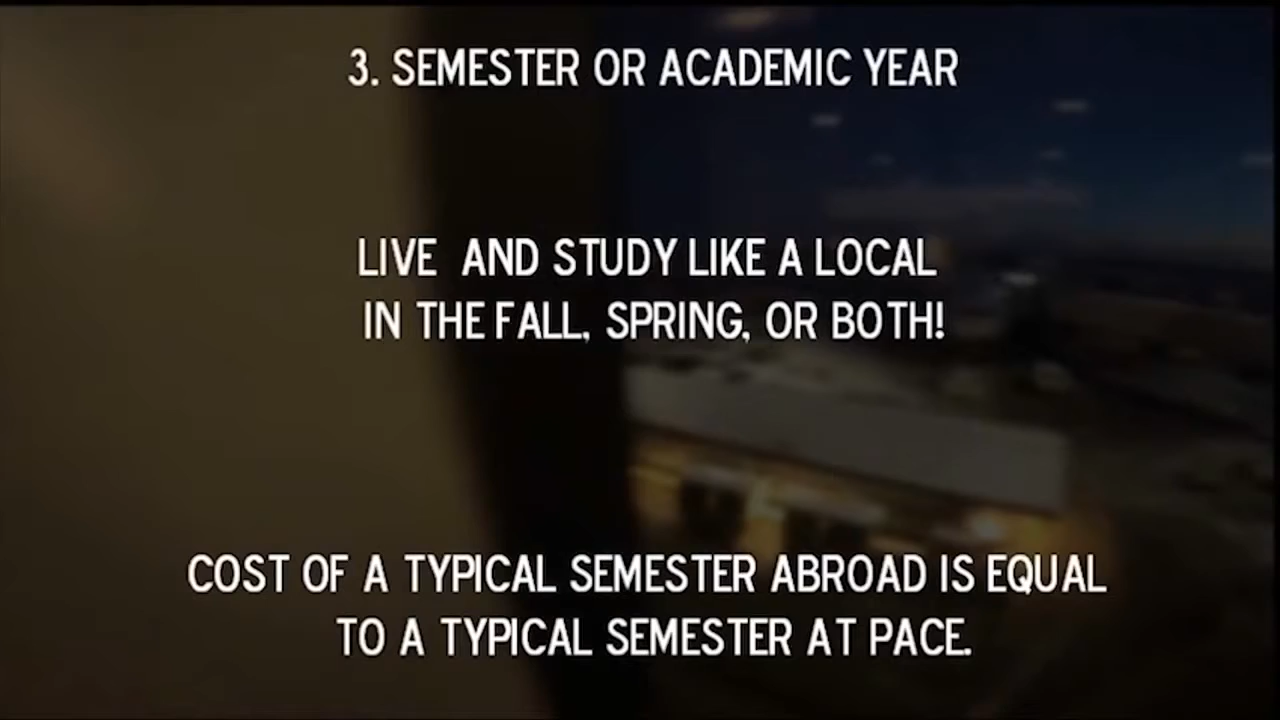 3. SEMESTER OR ACADEMIC YEAR
LIVE AND STUDY LIKE A LOCAL
IN THE FALL, SPRING, OR BOTH!
COST OF A TYPICAL SEMESTER ABROAD IS EQUAL
TO A TYPICAL SEMESTER AT PACE.